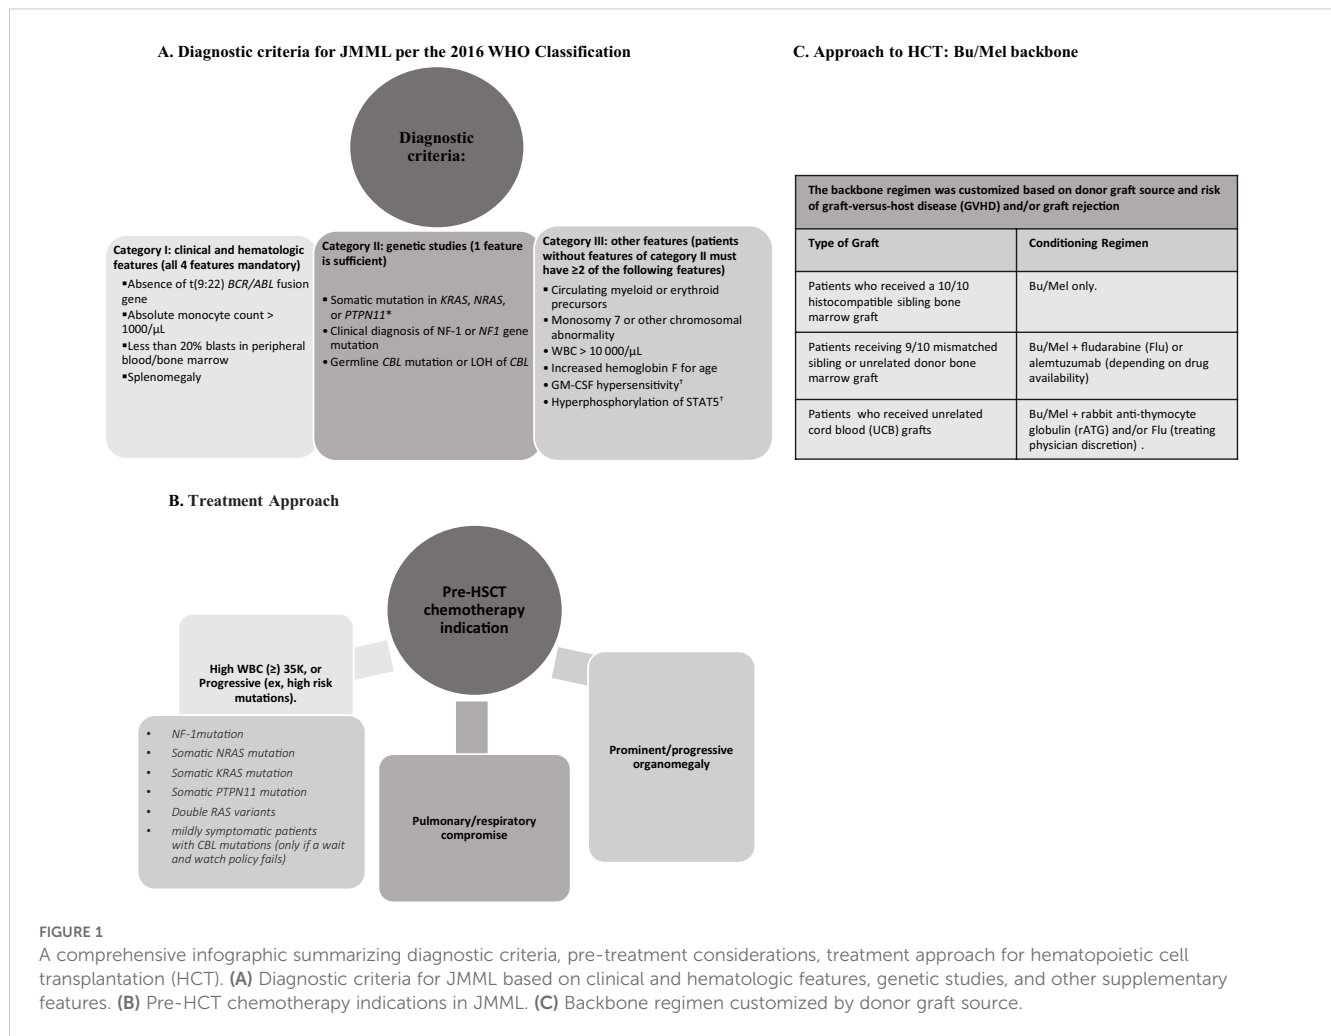 A. Diagnostic criteria for JMML per the 2016 WHO Classification
Diagnostic
criteria:
Category I: clinical and hematologic
features (all 4 features mandatory)
▪Absence of t(9:22) BCR/ABL fusion
gene
▪Absolute monocyte count >
1000/µL
▪Less than 20% blasts in peripheral
blood/bone marrow
▪Splenomegaly
Category II: genetic studies (1 feature
is sufficient)
▪ Somatic mutation in KRAS, NRAS,
or PTPN11*
• Clinical diagnosis of NF-1 or NF1 gene
mutation
• Germline CBL mutation or LOH of CBL
Category III: other features (patients
without features of category II must
have ≥2 of the following features)
▪ Circulating myeloid or erythroid
precursors
• Monosomy 7 or other chromosomal
abnormality
• WBC > 10 000/µL
• Increased hemoglobin F for age
• GM-CSF hypersensitivity†
• Hyperphosphorylation of STAT5†
C. Approach to HCT: Bu/Mel backbone
The backbone regimen was customized based on donor graft source and risk
of graft-versus-host disease (GVHD) and/or graft rejection
Type of Graft
Conditioning Regimen
Patients who received a 10/10
histocompatible sibling bone
marrow graft
Bu/Mel only.
Patients receiving 9/10 mismatched
sibling or unrelated donor bone
marrow graft
Bu/Mel + fludarabine (Flu) or
alemtuzumab (depending on drug
availability)
Patients who received unrelated
cord blood (UCB) grafts
Bu/Mel + rabbit anti-thymocyte
globulin (rATG) and/or Flu (treating
physician discretion) .
B. Treatment Approach
Pre-HSCT
chemotherapy
indication
High WBC (≥) 35K, or
Progressive (ex, high risk
mutations).
• NF-1mutation
• Somatic NRAS mutation
• Somatic KRAS mutation
• Somatic PTPN11 mutation
• Double RAS variants
• mildly symptomatic patients
with CBL mutations (only if a wait
and watch policy fails)
Pulmonary/respiratory
compromise
Prominent/progressive
organomegaly
FIGURE 1
A comprehensive infographic summarizing diagnostic criteria, pre-treatment considerations, treatment approach for hematopoietic cell
transplantation (HCT). (A) Diagnostic criteria for JMML based on clinical and hematologic features, genetic studies, and other supplementary
features. (B) Pre-HCT chemotherapy indications in JMML. (C) Backbone regimen customized by donor graft source.